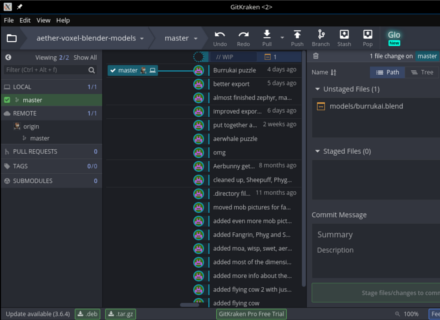 GitKraken <2>
File Edit View Help
aether-voxel-blender-models master Undo Redo Pull Push Branch Stash Pop Glo
Viewing 2/2 Show All // WIP 1 1 file change on master
Filter (Ctrl + Alt + f) master Burrukai puzzle 4 days ago Name Path Tree
LOCAL 1/1 better export 5 days ago Unstaged Files (1)
master almost finished zephyr, ma... models/burrukai.blend
REMOTE 1/1 improved expor... 6 days ago
origin put together a... 2 weeks ago
master aerwhale puzzle
PULL REQUESTS 0 omg Staged Files (0)
TAGS 0/0 Aerbunny get... 8 months ago
SUBMODULES 0 cleaned up, Sheepuff, Phyg...
.directory fil... 11 months ago
moved mob pictures for fa... Commit Message
added even more mob pict...
added Fangrin, Phyg and S... Summary
added moa, wisp, swet, aer... Description
added most of the dimensi...
added more info about the...
added flying cow 2 with jus... Stage files/changes to com
added flying cow
Update available (3.6.4) .deb .tar.gz GitKraken Pro Free Trial 100%